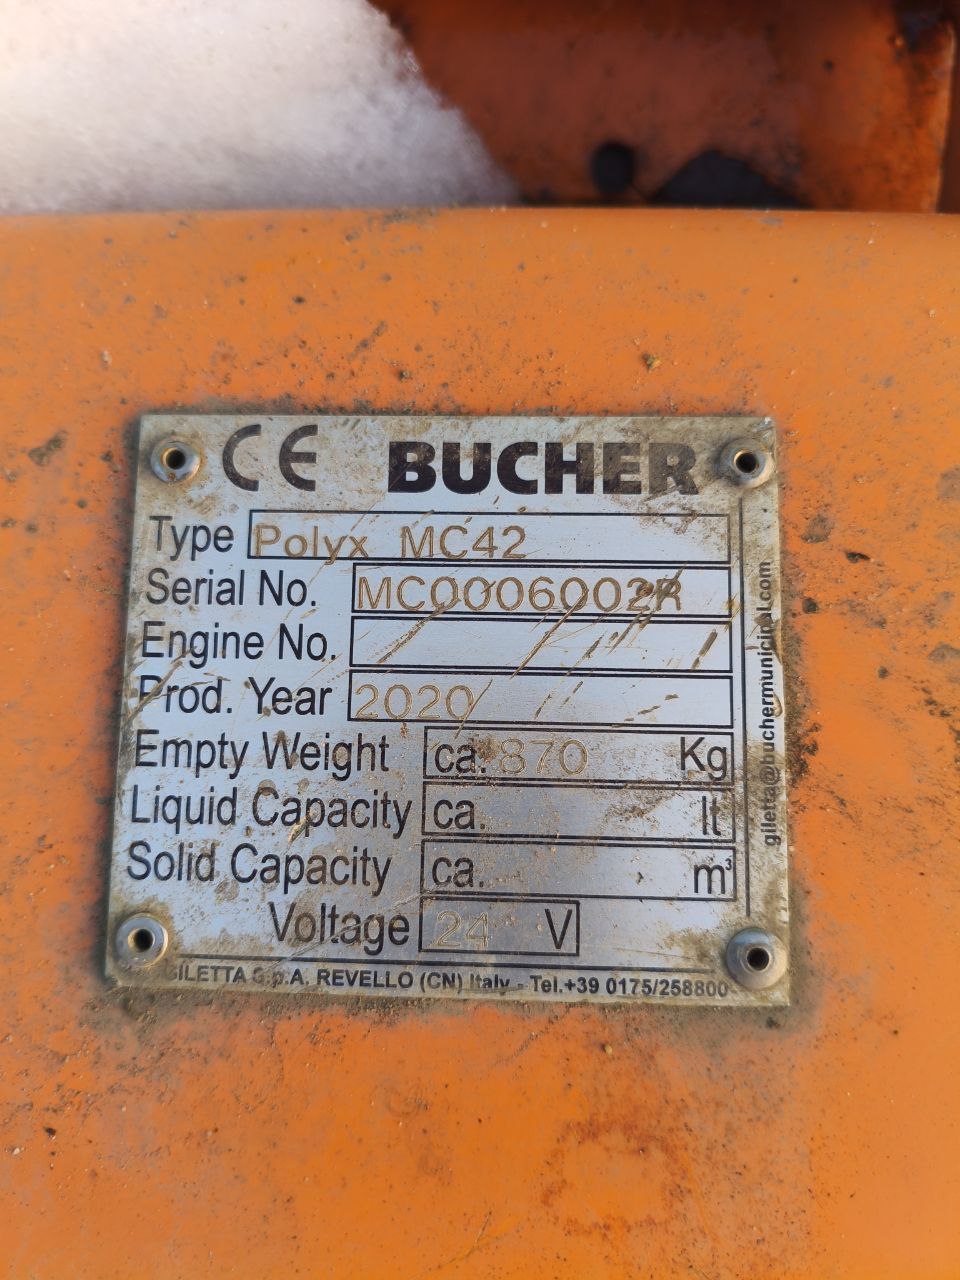 CE BUCHER
Type Polyx MC42
Serial No. MC0006002R
Engine No.
Prod. Year 2020
Empty Weight ca. 870 Kg
Liquid Capacity ca. lt
Solid Capacity ca. m³
Voltage 24 V
GILETTA S.p.A. REVELLO (CN) Italy - Tel.+39 0175/258800
giletta@buchermunicipal.com